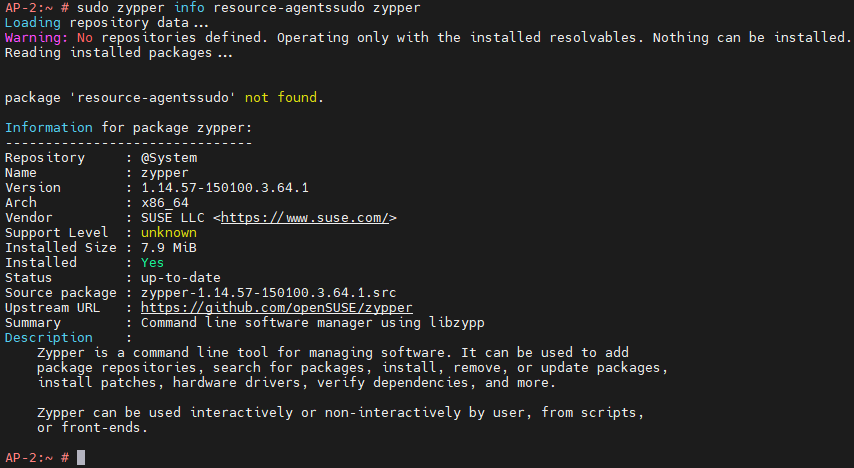 AP-2:~ # sudo zypper info resource-agentssudo zypper
Loading repository data...
Warning: No repositories defined. Operating only with the installed resolvables. Nothing can be installed.
Reading installed packages...
package 'resource-agentssudo' not found.
Information for package zypper:
-------------------------------
Repository     : @System
Name           : zypper
Version        : 1.14.57-150100.3.64.1
Arch           : x86_64
Vendor         : SUSE LLC <https://www.suse.com/>
Support Level  : unknown
Installed Size : 7.9 MiB
Installed      : Yes
Status         : up-to-date
Source package : zypper-1.14.57-150100.3.64.1.src
Upstream URL   : https://github.com/openSUSE/zypper
Summary        : Command line software manager using libzypp
Description    :
    Zypper is a command line tool for managing software. It can be used to add
    package repositories, search for packages, install, remove, or update packages,
    install patches, hardware drivers, verify dependencies, and more.
    Zypper can be used interactively or non-interactively by user, from scripts,
    or front-ends.
AP-2:~ #